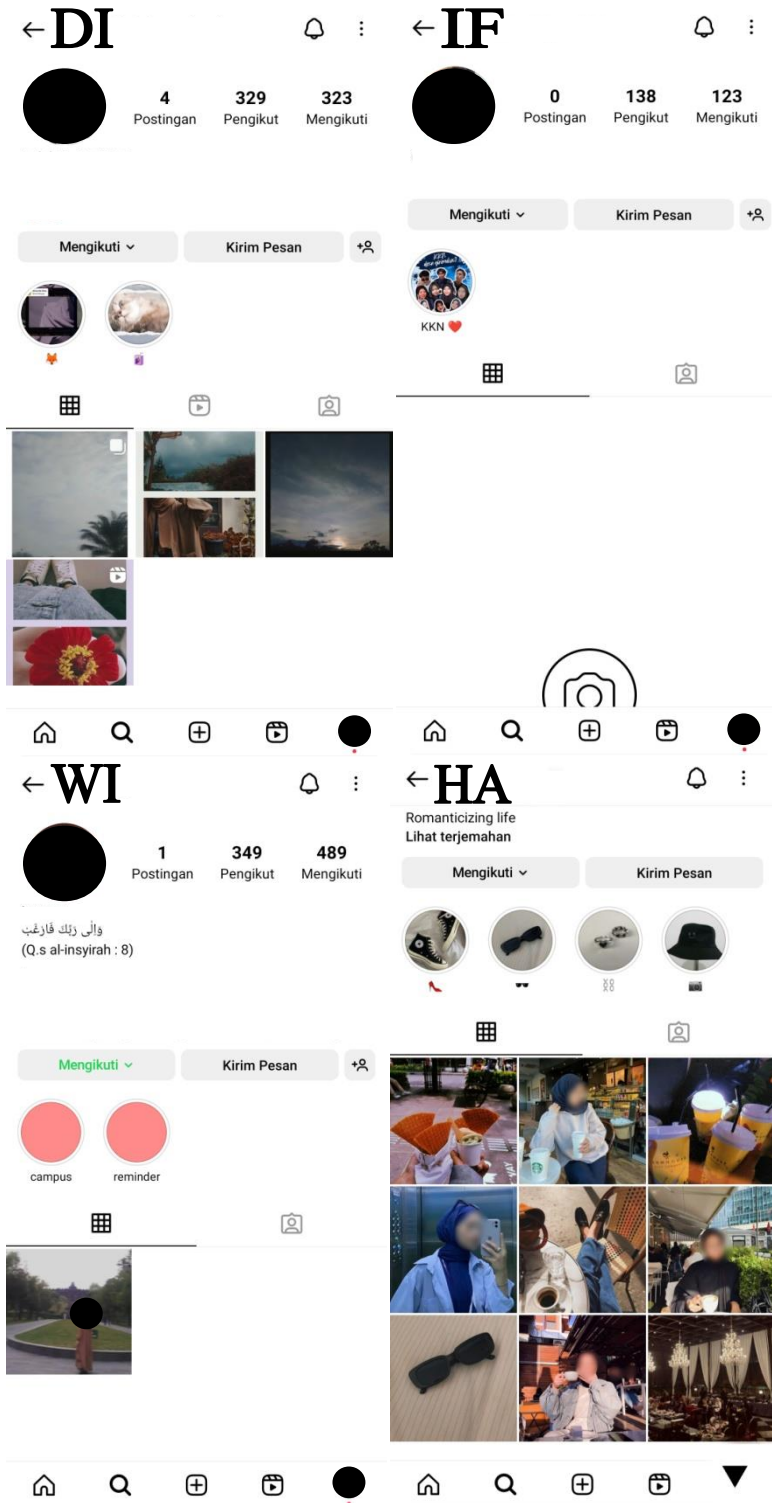 DI
4 329 323
Postingan Pengikut Mengikuti
Mengikuti Kirim Pesan
IF
0 138 123
Postingan Pengikut Mengikuti
Mengikuti Kirim Pesan
KKN
KKN ❤️
WI
1 349 489
Postingan Pengikut Mengikuti
وَاِلٰى رَبِّكَ فَارْغَبْ
(Q.s al-insyirah : 8)
Mengikuti Kirim Pesan
campus reminder
HA
Romanticizing life
Lihat terjemahan
Mengikuti Kirim Pesan